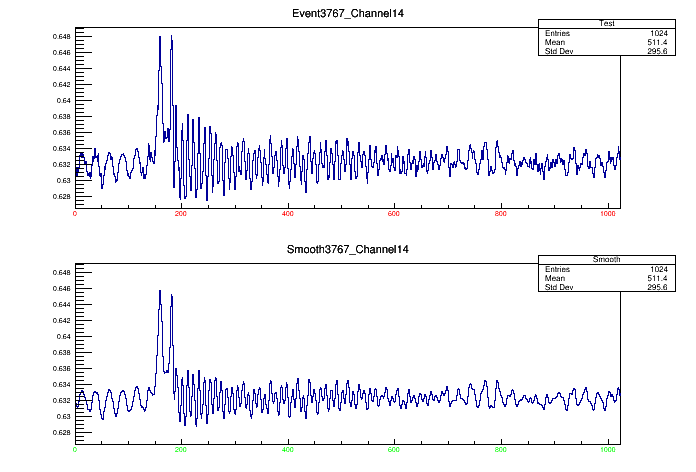 Event3767_Channel14
Test
Entries 1024
Mean 511.4
Std Dev 295.6
0.648
0.646
0.644
0.642
0.64
0.638
0.636
0.634
0.632
0.63
0.628
0 200 400 600 800 1000
Smooth3767_Channel14
Smooth
Entries 1024
Mean 511.4
Std Dev 295.6
0.648
0.646
0.644
0.642
0.64
0.638
0.636
0.634
0.632
0.63
0.628
0 200 400 600 800 1000